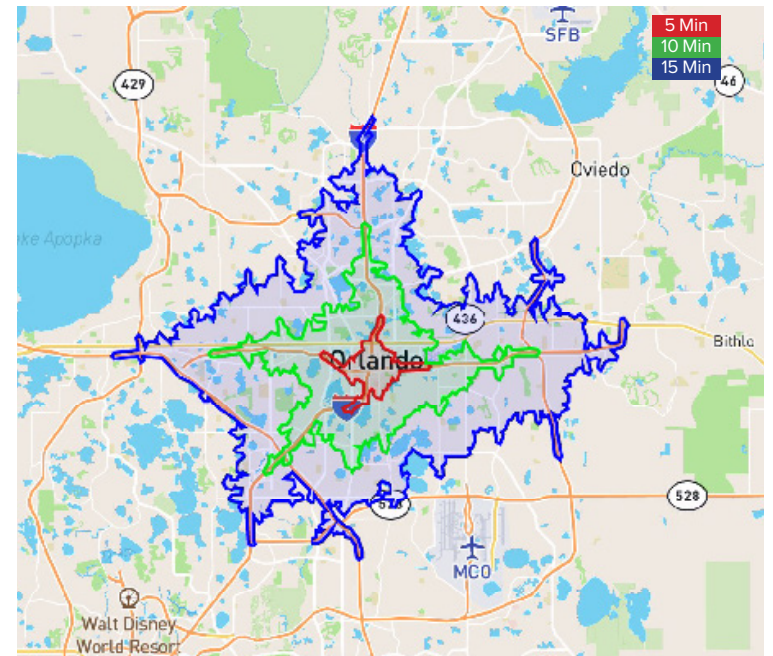 SFB
5 Min
10 Min
15 Min
429
46
Oviedo
ke Apopka
436
Bithlo
Orlando
528
528
MCO
Walt Disney
World Resort